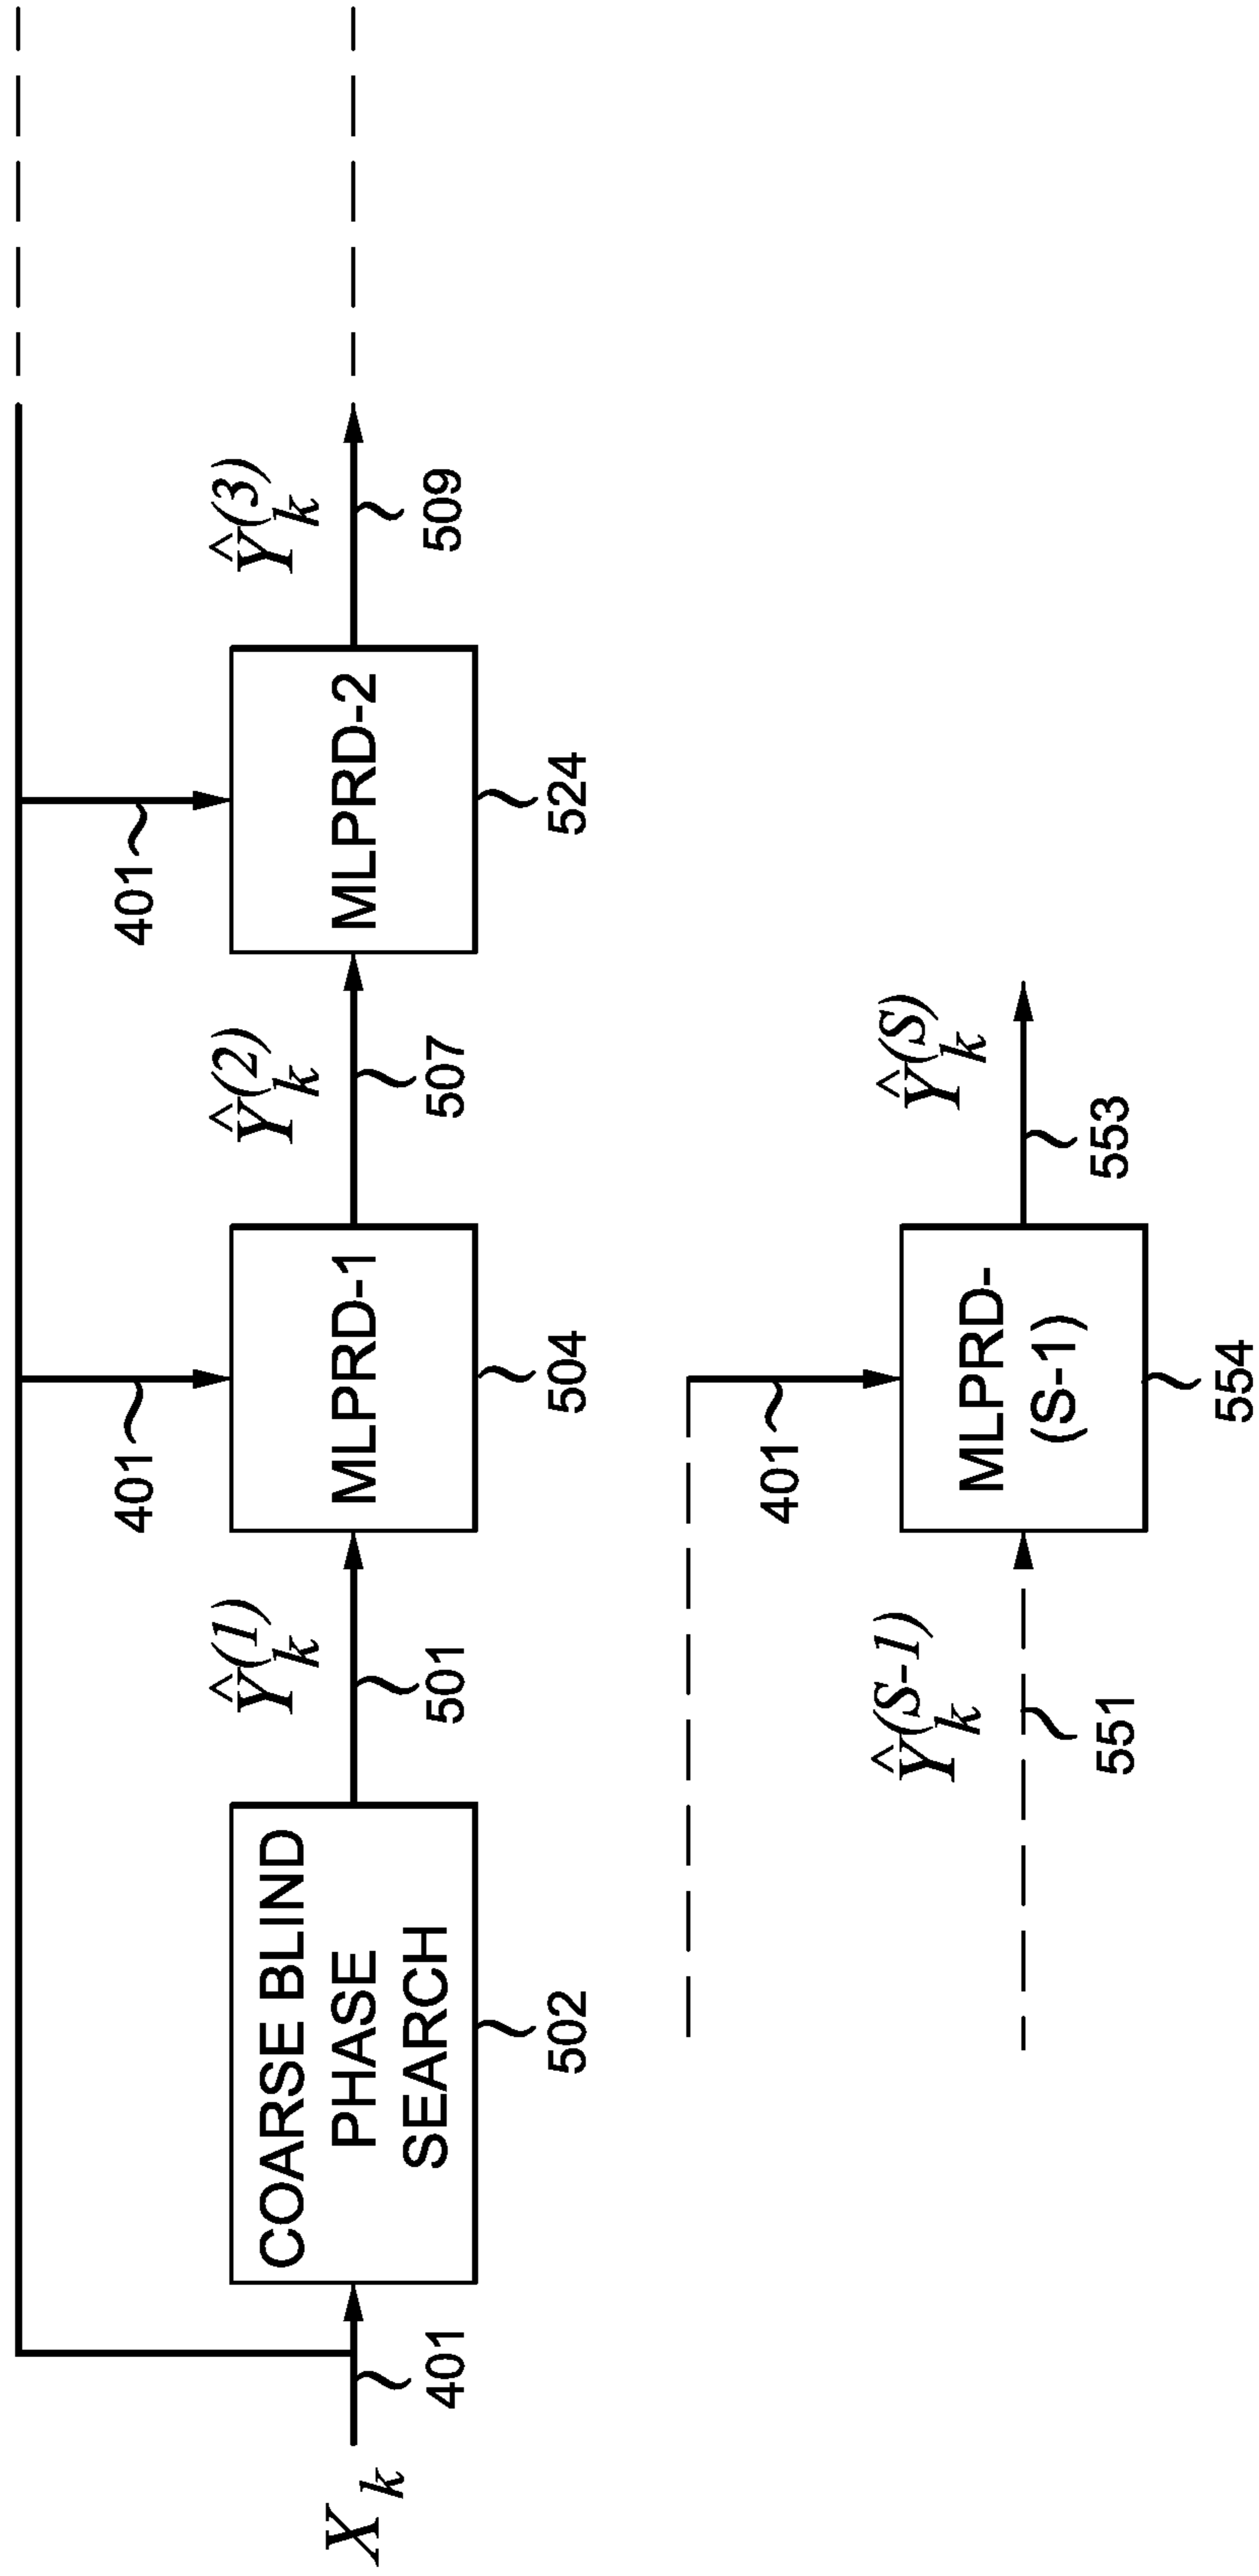 X_k
401
COARSE BLIND
PHASE
SEARCH
502
Ŷ_k^(1)
501
401
MLPRD-1
504
Ŷ_k^(2)
507
401
MLPRD-2
524
Ŷ_k^(3)
509
Ŷ_k^(S-1)
551
401
MLPRD-
(S-1)
554
Ŷ_k^(S)
553